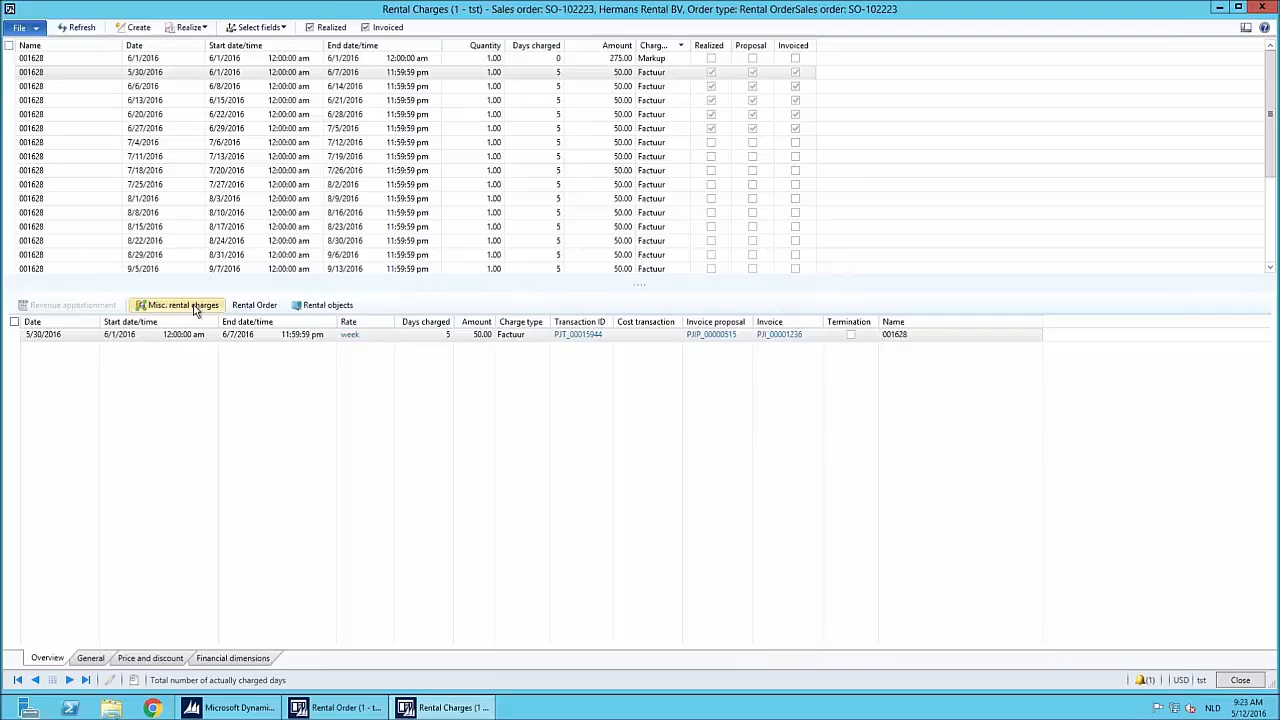 Rental Charges (1 - tst) - Sales order: SO-102223, Hermans Rental BV, Order type: Rental OrderSales order: SO-102223
File Refresh Create Realize Select fields Realized Invoiced
Name Date Start date/time End date/time Quantity Days charged Amount Charg... Realized Proposal Invoiced
001628 6/1/2016 6/1/2016 12:00:00 am 6/1/2016 12:00:00 am 1.00 0 275.00 Markup
001628 5/30/2016 6/1/2016 12:00:00 am 6/7/2016 11:59:59 pm 1.00 5 50.00 Factuur
001628 6/6/2016 6/8/2016 12:00:00 am 6/14/2016 11:59:59 pm 1.00 5 50.00 Factuur
001628 6/13/2016 6/15/2016 12:00:00 am 6/21/2016 11:59:59 pm 1.00 5 50.00 Factuur
001628 6/20/2016 6/22/2016 12:00:00 am 6/28/2016 11:59:59 pm 1.00 5 50.00 Factuur
001628 6/27/2016 6/29/2016 12:00:00 am 7/5/2016 11:59:59 pm 1.00 5 50.00 Factuur
001628 7/4/2016 7/6/2016 12:00:00 am 7/12/2016 11:59:59 pm 1.00 5 50.00 Factuur
001628 7/11/2016 7/13/2016 12:00:00 am 7/19/2016 11:59:59 pm 1.00 5 50.00 Factuur
001628 7/18/2016 7/20/2016 12:00:00 am 7/26/2016 11:59:59 pm 1.00 5 50.00 Factuur
001628 7/25/2016 7/27/2016 12:00:00 am 8/2/2016 11:59:59 pm 1.00 5 50.00 Factuur
001628 8/1/2016 8/3/2016 12:00:00 am 8/9/2016 11:59:59 pm 1.00 5 50.00 Factuur
001628 8/8/2016 8/10/2016 12:00:00 am 8/16/2016 11:59:59 pm 1.00 5 50.00 Factuur
001628 8/15/2016 8/17/2016 12:00:00 am 8/23/2016 11:59:59 pm 1.00 5 50.00 Factuur
001628 8/22/2016 8/24/2016 12:00:00 am 8/30/2016 11:59:59 pm 1.00 5 50.00 Factuur
001628 8/29/2016 8/31/2016 12:00:00 am 9/6/2016 11:59:59 pm 1.00 5 50.00 Factuur
001628 9/5/2016 9/7/2016 12:00:00 am 9/13/2016 11:59:59 pm 1.00 5 50.00 Factuur
Revenue apportionment Misc. rental charges Rental Order Rental objects
Date Start date/time End date/time Rate Days charged Amount Charge type Transaction ID Cost transaction Invoice proposal Invoice Termination Name
5/30/2016 6/1/2016 12:00:00 am 6/7/2016 11:59:59 pm week 5 50.00 Factuur PJT_00015944 PJIP_00000515 PJI_00001236 001628
Overview General Price and discount Financial dimensions
Total number of actually charged days (1) USD tst Close
Microsoft Dynami... Rental Order (1 - t... Rental Charges (1 ... NLD 9:23 AM
5/12/2016